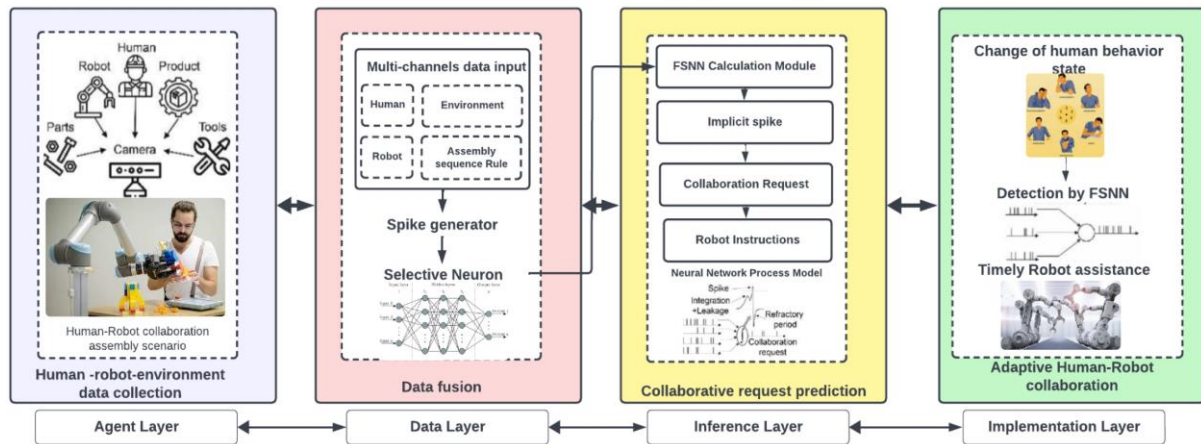 Human
Robot
Product
Parts
Camera
Tools
Human-Robot collaboration
assembly scenario
Human -robot-environment
data collection
Multi-channels data input
Human
Environment
Robot
Assembly
sequence Rule
Spike generator
Selective Neuron
Data fusion
FSNN Calculation Module
Implicit spike
Collaboration Request
Robot Instructions
Neural Network Process Model
Spike
Integration
+Leakage
Refractory
period
Collaboration
request
Collaborative request prediction
Change of human behavior
state
Detection by FSNN
Timely Robot assistance
Adaptive Human-Robot
collaboration
Agent Layer
Data Layer
Inference Layer
Implementation Layer